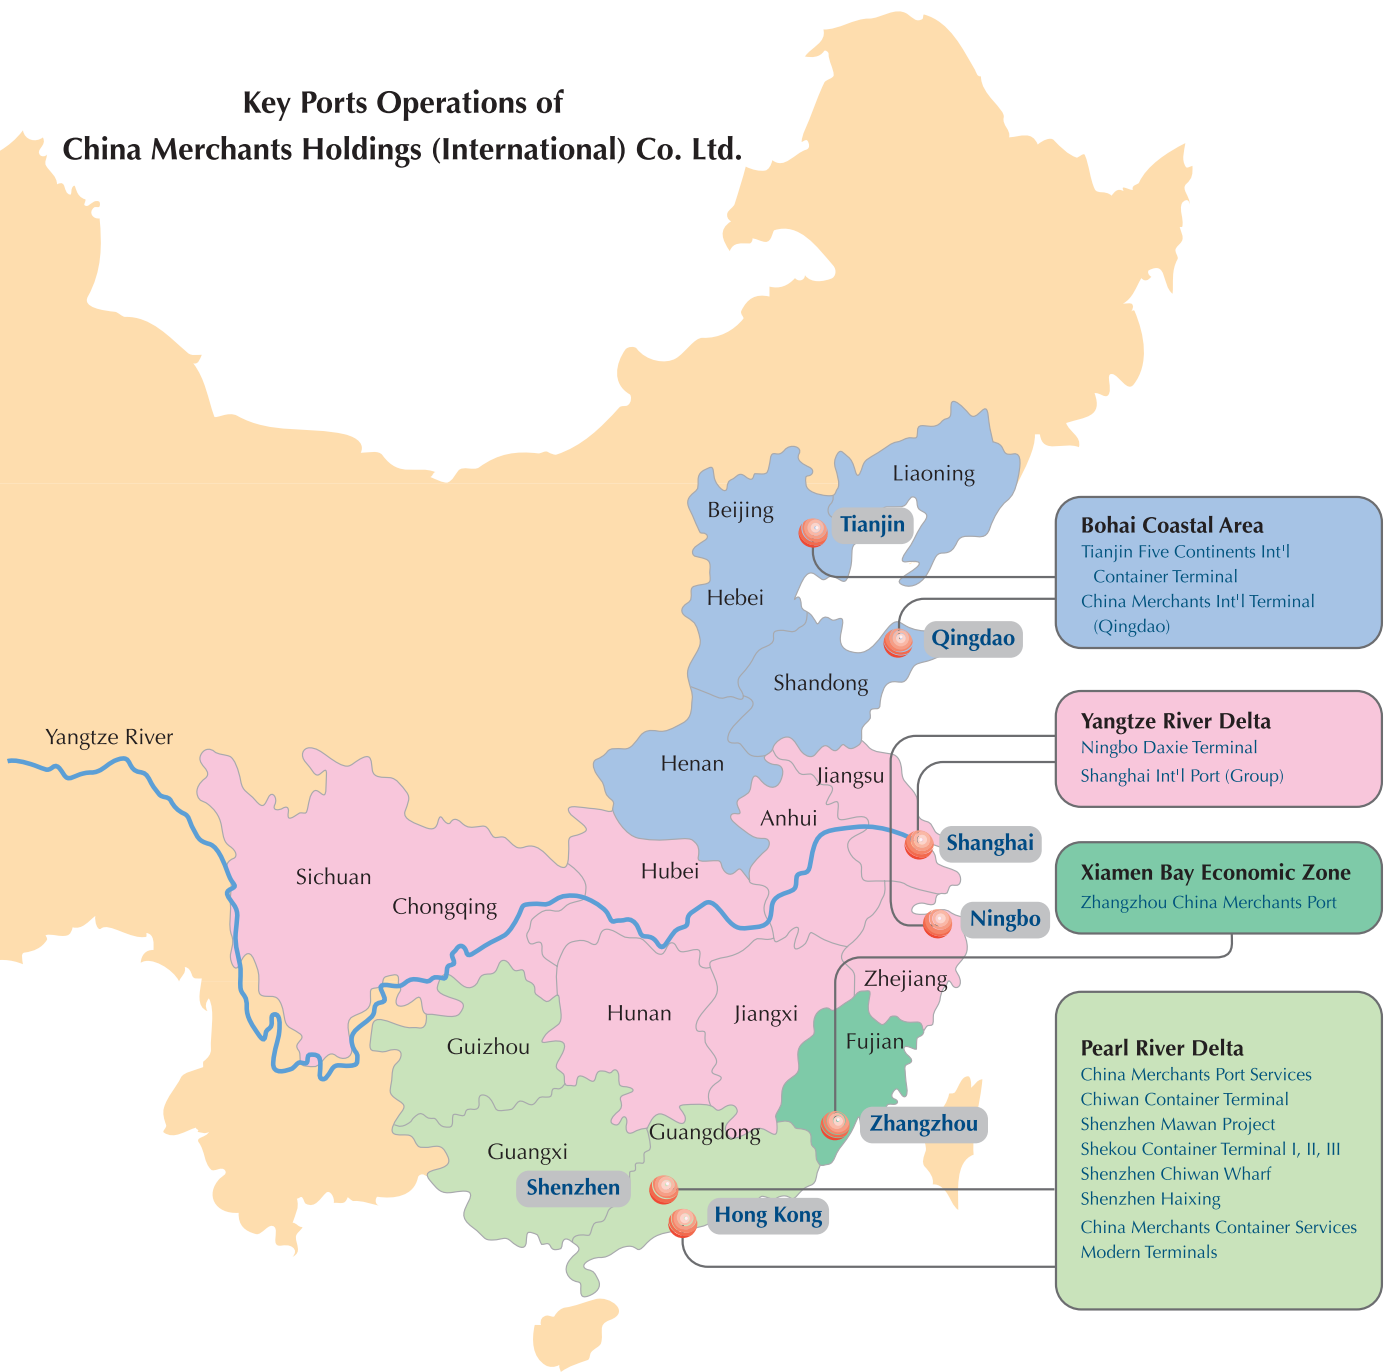 Key Ports Operations of
China Merchants Holdings (International) Co. Ltd.
Liaoning
Beijing
Tianjin
Hebei
Qingdao
Shandong
Henan
Yangtze River
Jiangsu
Anhui
Shanghai
Hubei
Sichuan
Chongqing
Ningbo
Zhejiang
Hunan
Jiangxi
Fujian
Guizhou
Zhangzhou
Guangdong
Guangxi
Shenzhen
Hong Kong
Bohai Coastal Area
Tianjin Five Continents Int'l
Container Terminal
China Merchants Int'l Terminal
(Qingdao)
Yangtze River Delta
Ningbo Daxie Terminal
Shanghai Int'l Port (Group)
Xiamen Bay Economic Zone
Zhangzhou China Merchants Port
Pearl River Delta
China Merchants Port Services
Chiwan Container Terminal
Shenzhen Mawan Project
Shekou Container Terminal I, II, III
Shenzhen Chiwan Wharf
Shenzhen Haixing
China Merchants Container Services
Modern Terminals